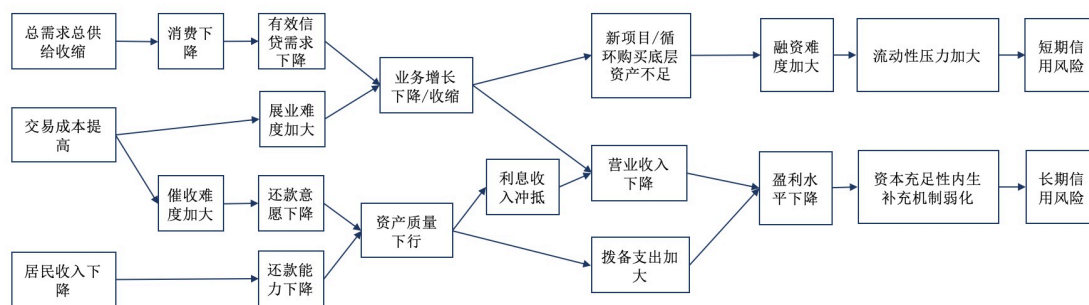 总需求总供
给收缩
消费下
降
有效信
贷需求
下降
业务增长
下降/收缩
新项目/循
环购买底层
资产不足
融资难
度加大
流动性压力加大
短期信
用风险
交易成本提
高
展业难
度加大
催收难
度加大
还款意
愿下降
资产质量
下行
利息收
入冲抵
营业收入
下降
盈利水
平下降
资本充足性内生
补充机制弱化
长期信
用风险
居民收入下
降
还款能
力下降
拨备支出加
大